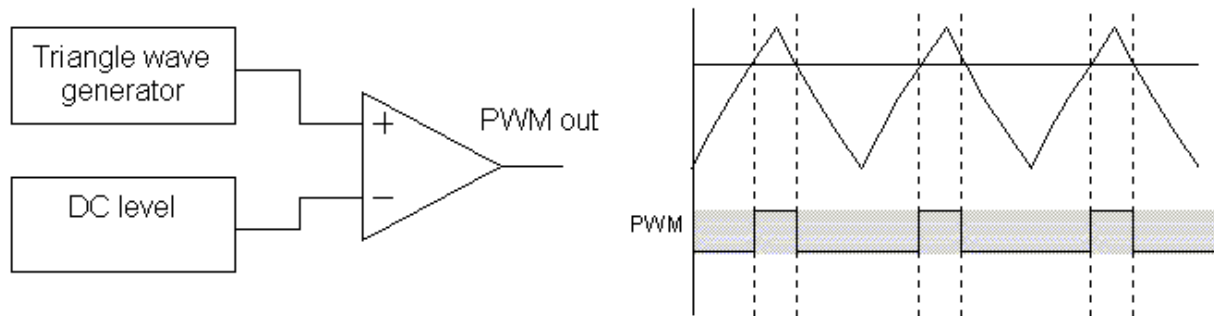 Triangle wave
generator
DC level
+
−
PWM out
PWM